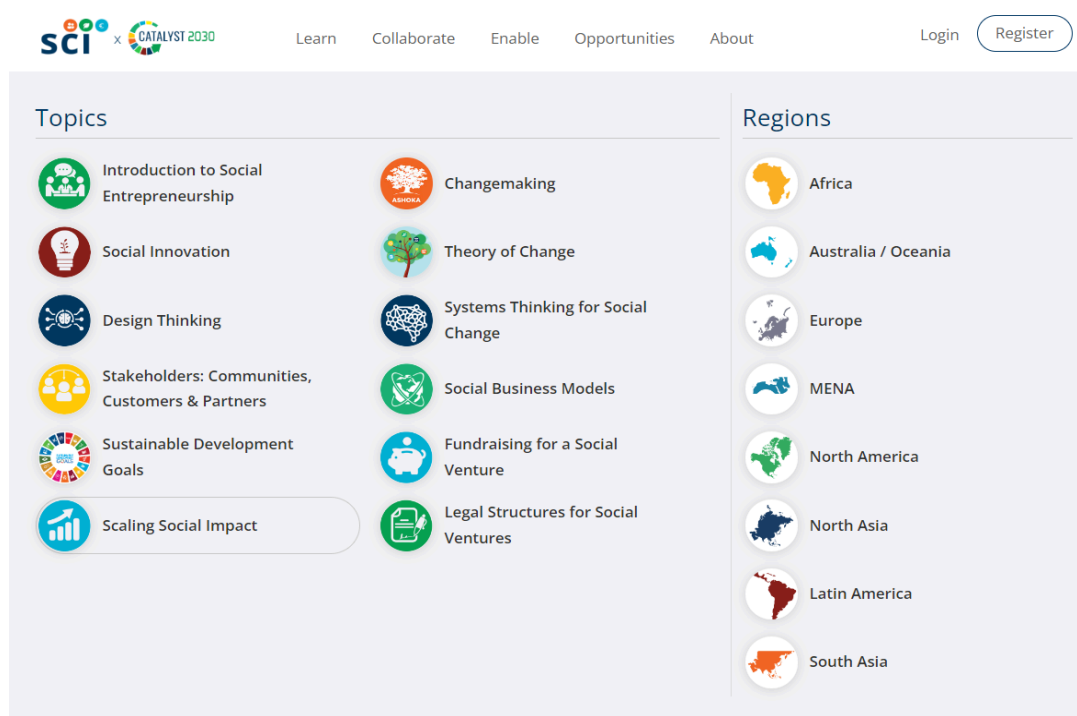 SCI x CATALYST 2030
Learn
Collaborate
Enable
Opportunities
About
Login
Register
Topics
Introduction to Social
Entrepreneurship
Social Innovation
Design Thinking
Stakeholders: Communities,
Customers & Partners
Sustainable Development
Goals
Scaling Social Impact
ASHOKA
Changemaking
Theory of Change
Systems Thinking for Social
Change
Social Business Models
Fundraising for a Social
Venture
Legal Structures for Social
Ventures
Regions
Africa
Australia / Oceania
Europe
MENA
North America
North Asia
Latin America
South Asia